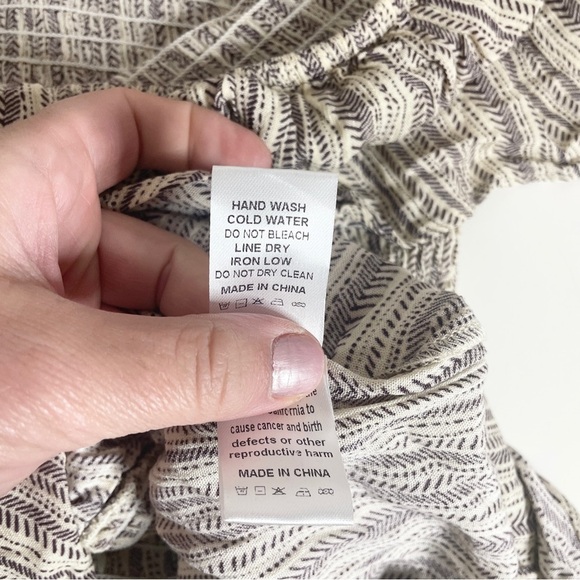 HAND WASH
COLD WATER
DO NOT BLEACH
LINE DRY
IRON LOW
DO NOT DRY CLEAN
MADE IN CHINA
to
cause cancer and birth
defects or other
reproductive harm
MADE IN CHINA